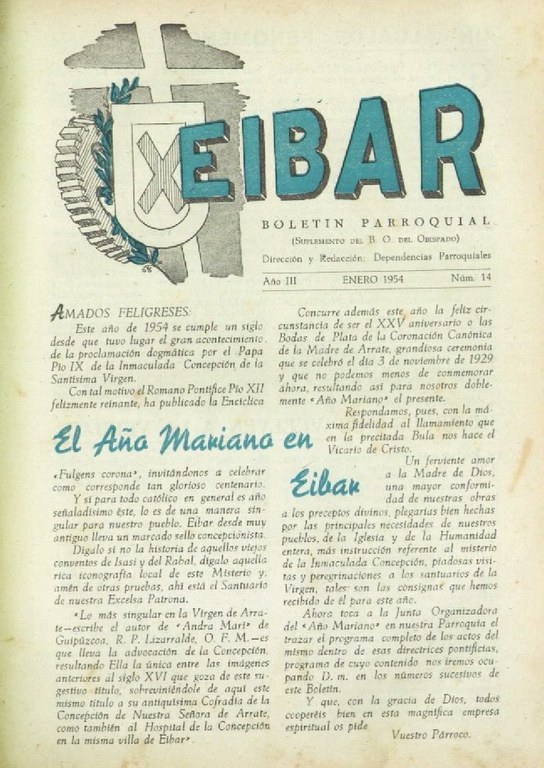 EIBAR
BOLETIN PARROQUIAL
(SUPLEMENTO DEL B. O. DEL OBISPADO)
Dirección y Redacción: Dependencias Parroquiales
Año III ENERO 1954 Núm. 14
AMADOS FELIGRESES:
Este año de 1954 se cumple un siglo
desde que tuvo lugar el gran acontecimiento
de la proclamación dogmática por el Papa
Pío IX de la Inmaculada Concepción de la
Santísima Virgen.
Con tal motivo el Romano Pontífice Pío XII
felizmente reinante, ha publicado la Encíclica
El Año Mariano en
Eibar
«Fulgens corona», invitándonos a celebrar
como corresponde tan glorioso centenario.
Y si para todo católico en general es año
señaladísimo éste, lo es de una manera sin-
gular para nuestro pueblo. Eibar desde muy
antiguo lleva un marcado sello concepcionista.
Dígalo si no la historia de aquellos viejos
conventos de Isasi y del Rabal, dígalo aquella
rica iconografía local de este Misterio y,
amén de otras pruebas, ahí está el Santuario
de nuestra Excelsa Patrona.
«Lo más singular en la Virgen de Arra-
te—escribe el autor de "Andra Mari" de
Guipúzcoa, R. P. Lizarralde, O. F. M.—es
que lleva la advocación de la Concepción,
resultando Ella la única entre las imágenes
anteriores al siglo XVI que goza de este su-
gestivo título, sobreviniéndole de aquí este
mismo título a su antiquísima Cofradía de la
Concepción de Nuestra Señora de Arrate,
como también al Hospital de la Concepción
en la misma villa de Eibar».
Concurre además este año la feliz cir-
cunstancia de ser el XXV aniversario o las
Bodas de Plata de la Coronación Canónica
de la Madre de Arrate, grandiosa ceremonia
que se celebró el día 3 de noviembre de 1929
y que no podemos menos de conmemorar
ahora, resultando así para nosotros doble-
mente «Año Mariano» el presente.
Respondamos, pues, con la má-
xima fidelidad al llamamiento que
en la precitada Bula nos hace el
Vicario de Cristo.
Un ferviente amor
a la Madre de Dios,
una mayor conformi-
dad de nuestras obras
a los preceptos divinos, plegarias bien hechas
por las principales necesidades de nuestros
pueblos, de la Iglesia y de la Humanidad
entera, más instrucción referente al misterio
de la Inmaculada Concepción, piadosas visi-
tas y peregrinaciones a los santuarios de la
Virgen, tales son las consignas que hemos
recibido de él para este año.
Ahora toca a la Junta Organizadora
del «Año Mariano» en nuestra Parroquia el
trazar el programa completo de los actos del
mismo dentro de esas directrices pontificias,
programa de cuyo contenido nos iremos ocu-
pando D. m. en los números sucesivos de
este Boletín.
Y que, con la gracia de Dios, todos
cooperéis bien en esta magnífica empresa
espiritual os pide
Vuestro Párroco.